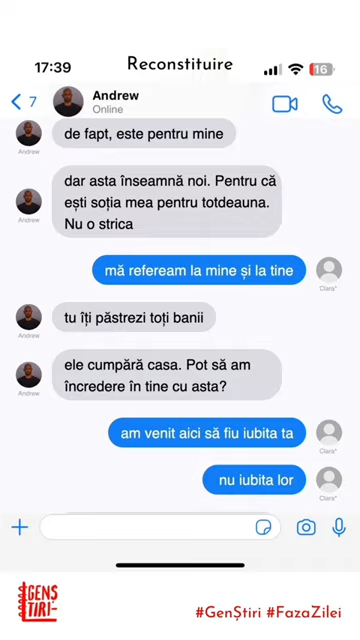 Reconstituire
17:39
16
7
Andrew
Online
de fapt, este pentru mine
Andrew
dar asta înseamnă noi. Pentru că
ești soția mea pentru totdeauna.
Nu o strica
Andrew
mă refeream la mine și la tine
Clara*
tu îți păstrezi toți banii
Andrew
ele cumpără casa. Pot să am
încredere în tine cu asta?
Andrew
am venit aici să fiu iubita ta
Clara*
nu iubita lor
Clara*
GENȘ
TIRI-
#GenȘtiri #FazaZilei